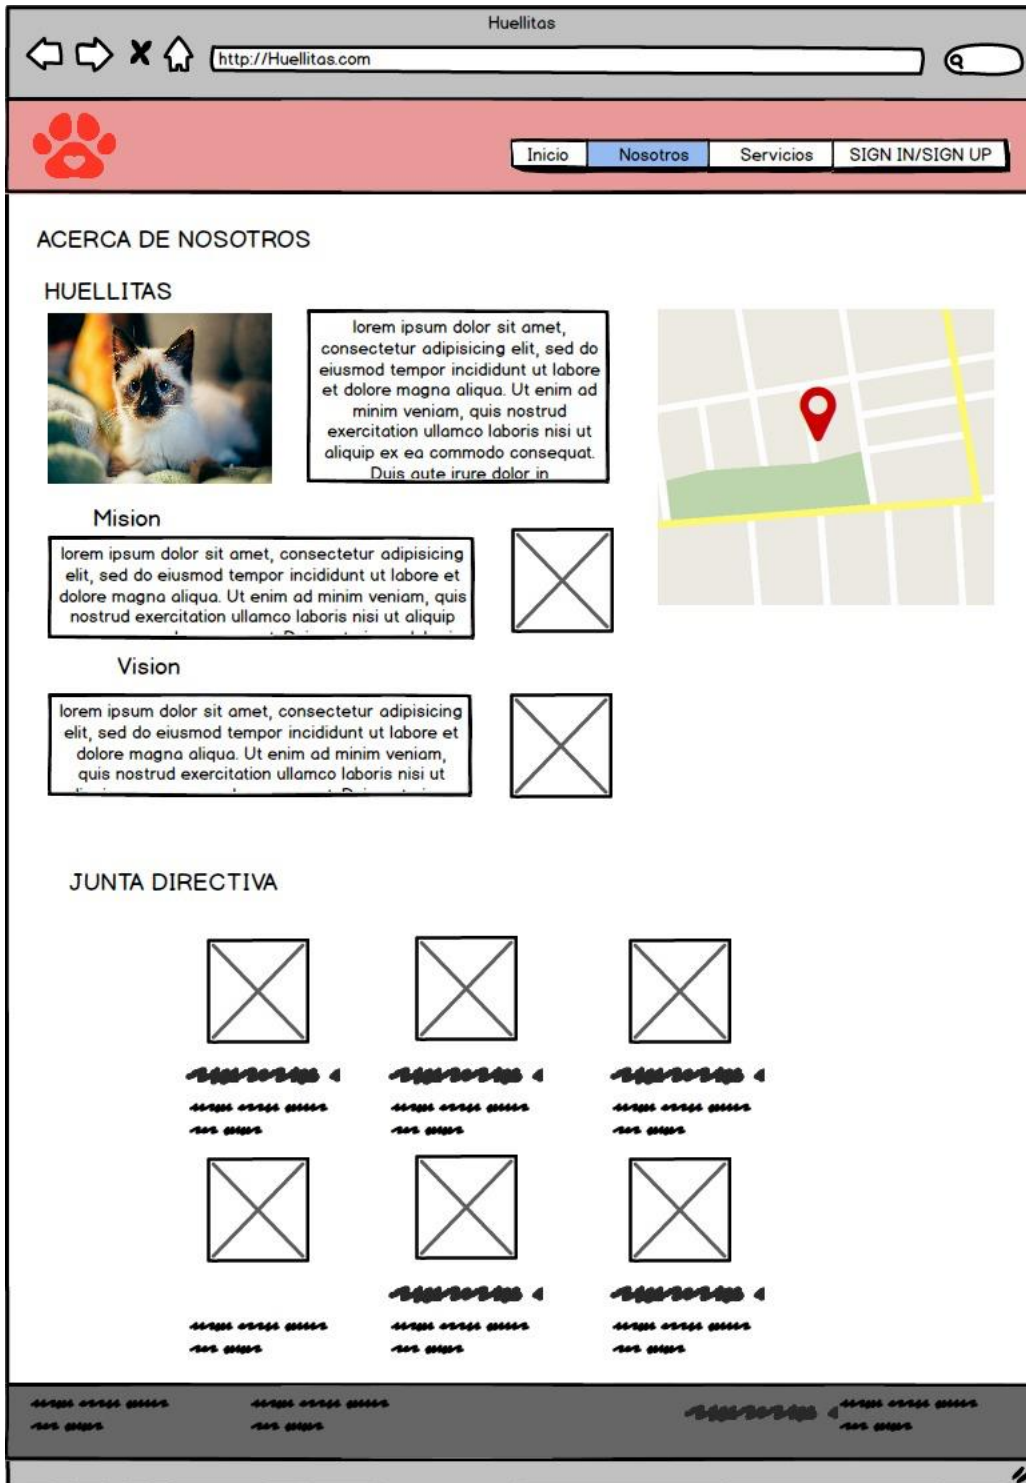 Huellitas
http://Huellitas.com
Inicio Nosotros Servicios SIGN IN/SIGN UP
ACERCA DE NOSOTROS
HUELLITAS
lorem ipsum dolor sit amet,
consectetur adipisicing elit, sed do
eiusmod tempor incididunt ut labore
et dolore magna aliqua. Ut enim ad
minim veniam, quis nostrud
exercitation ullamco laboris nisi ut
aliquip ex ea commodo consequat.
Duis aute irure dolor in
Mision
lorem ipsum dolor sit amet, consectetur adipisicing
elit, sed do eiusmod tempor incididunt ut labore et
dolore magna aliqua. Ut enim ad minim veniam, quis
nostrud exercitation ullamco laboris nisi ut aliquip
Vision
lorem ipsum dolor sit amet, consectetur adipisicing
elit, sed do eiusmod tempor incididunt ut labore et
dolore magna aliqua. Ut enim ad minim veniam,
quis nostrud exercitation ullamco laboris nisi ut
JUNTA DIRECTIVA